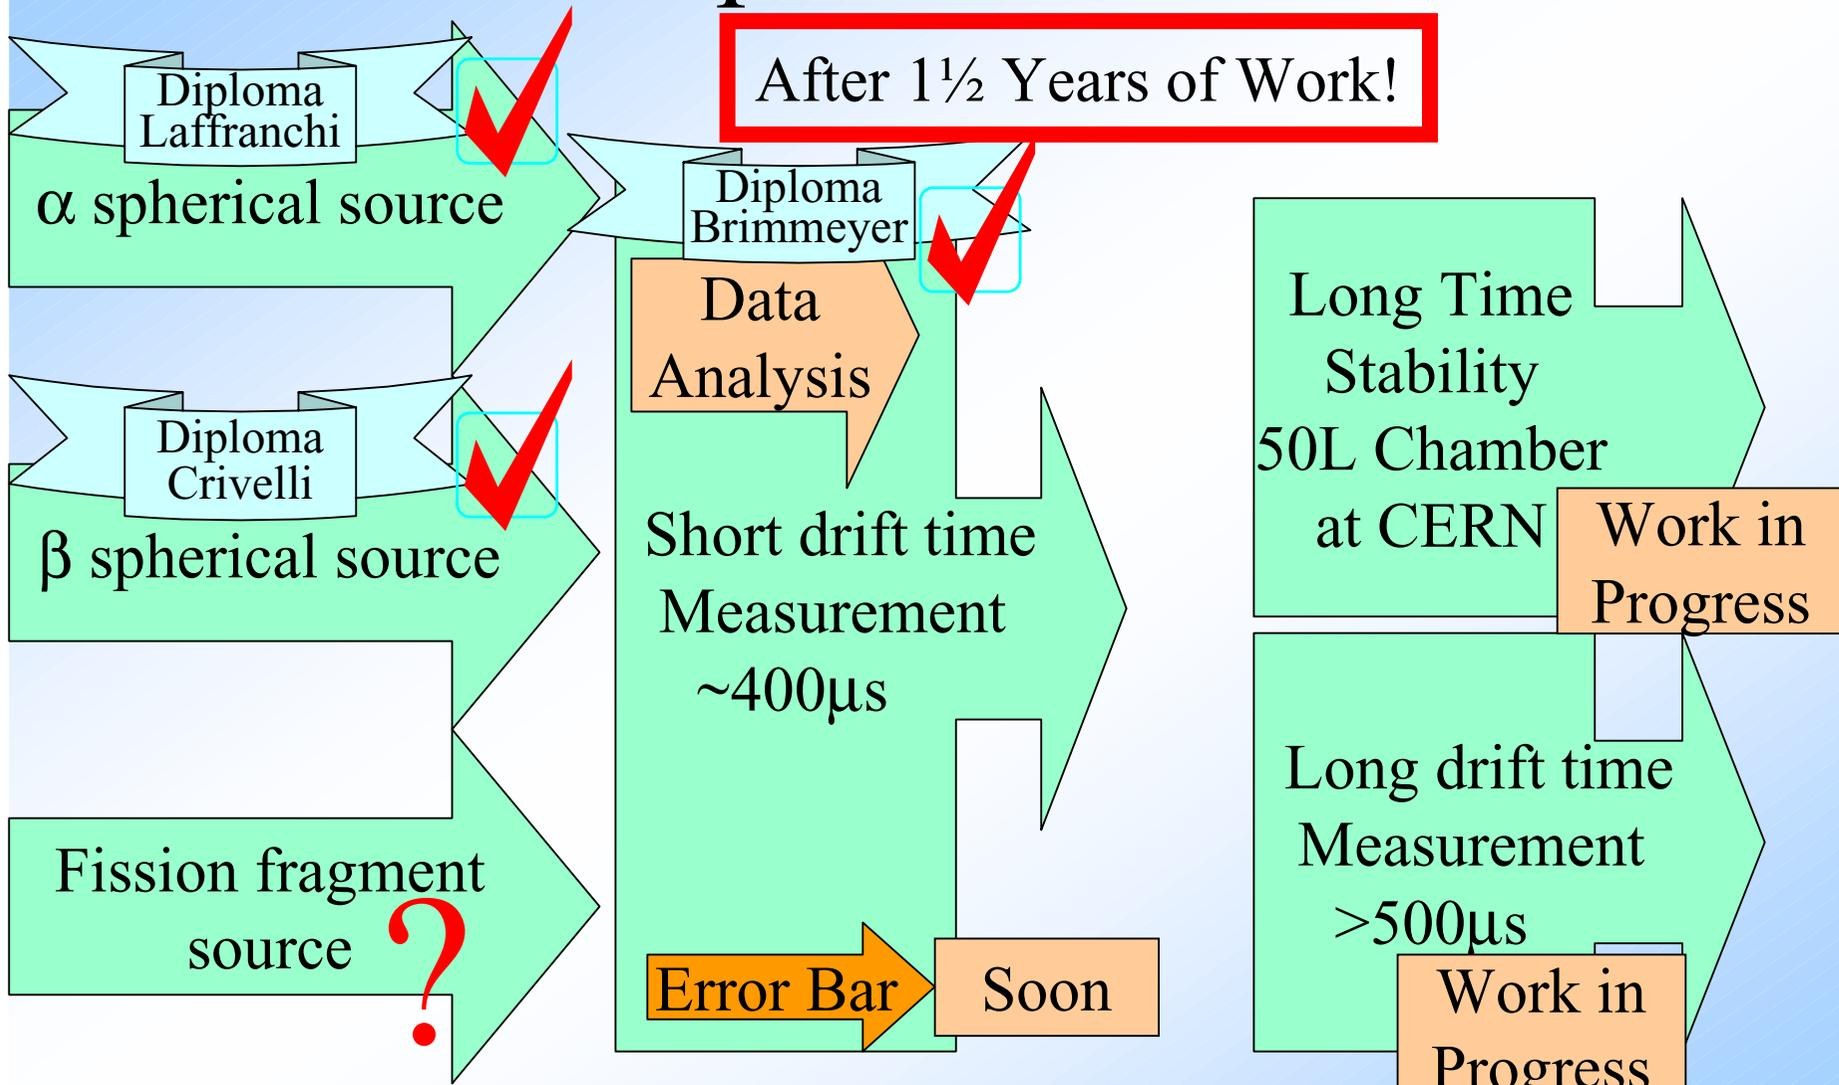 After 1½ Years of Work!
Diploma
Laffranchi
α spherical source
Diploma
Crivelli
β spherical source
Fission fragment
source
?
Diploma
Brimmeyer
Data
Analysis
Short drift time
Measurement
~400μs
Error Bar
Soon
Long Time
Stability
50L Chamber
at CERN
Work in
Progress
Long drift time
Measurement
>500μs
Work in
Progress